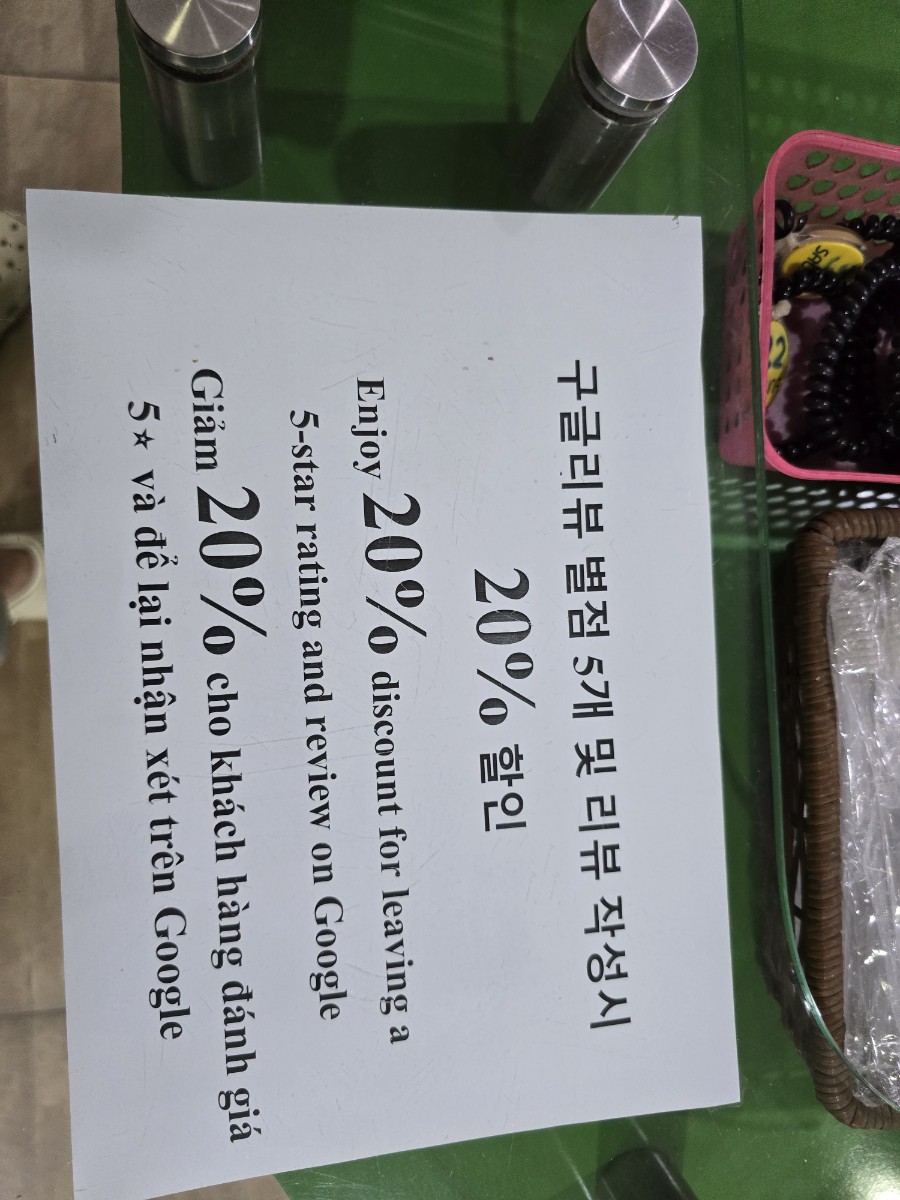 구글리뷰 별점 5개 및 리뷰 작성시
20% 할인
Enjoy 20% discount for leaving a
5-star rating and review on Google
Giảm 20% cho khách hàng đánh giá
5⋆ và để lại nhận xét trên Google